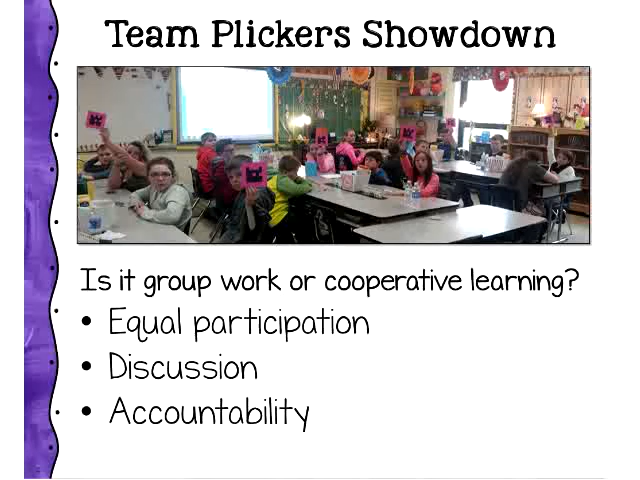 Team Plickers Showdown
Is it group work or cooperative learning?
• Equal participation
• Discussion
• Accountability